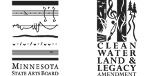 MINNESOTA
STATE ARTS BOARD
CLEAN
WATER
LAND &
LEGACY
AMENDMENT